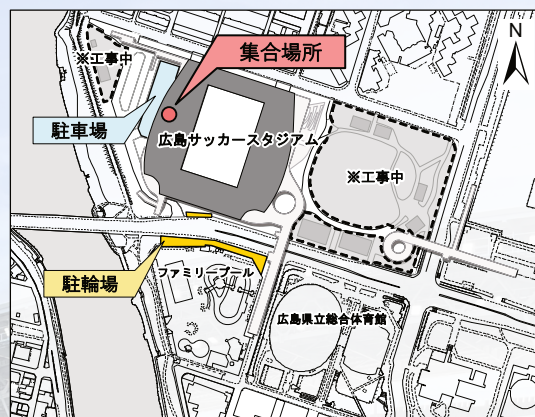 N
※工事中
集合場所
駐車場
広島サッカースタジアム
※工事中
駐輪場
ファミリープール
広島県立総合体育館